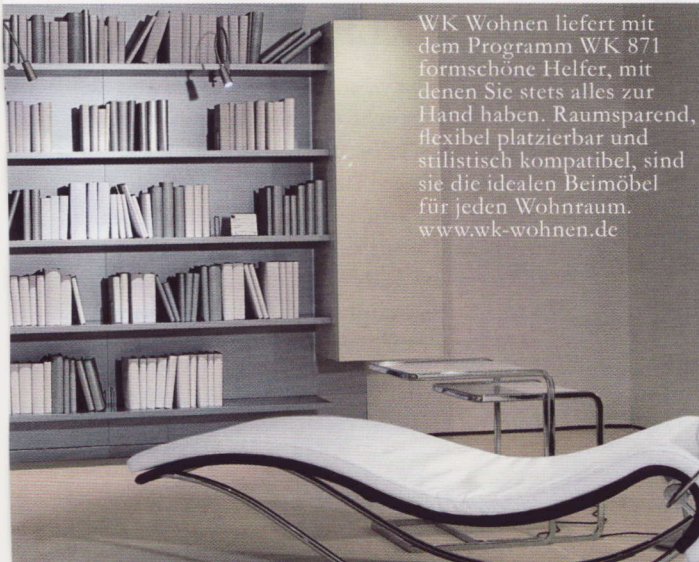 WK Wohnen liefert mit
dem Programm WK 871
formschöne Helfer, mit
denen Sie stets alles zur
Hand haben. Raumsparend,
flexibel platzierbar und
stilistisch kompatibel, sind
sie die idealen Beimöbel
für jeden Wohnraum.
www.wk-wohnen.de